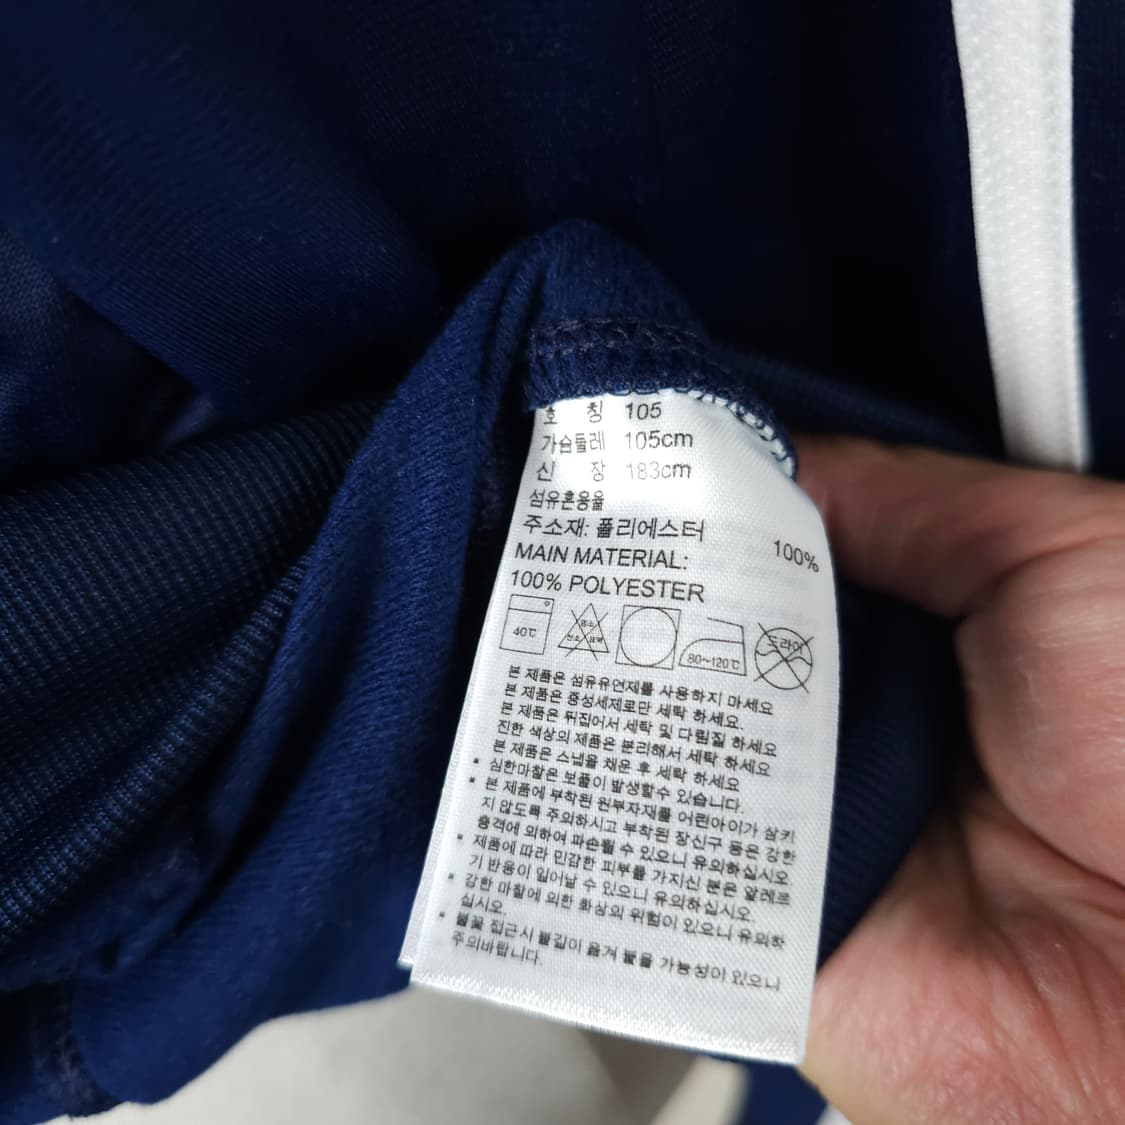 호 칭 105
가슴둘레 105cm
신 장 183cm
섬유혼용율
주소재: 폴리에스터 100%
MAIN MATERIAL:
100% POLYESTER
40℃ 염소 산소 표백 80~120℃ 드라이
본 제품은 섬유유연제를 사용하지 마세요
본 제품은 중성세제로만 세탁 하세요.
본 제품은 뒤집어서 세탁 및 다림질 하세요
진한 색상의 제품은 분리해서 세탁 하세요
본 제품은 스냅을 채운 후 세탁 하세요
▪ 심한마찰은 보풀이 발생할수 있습니다.
▪ 본 제품에 부착된 원부자재를 어린아이가 삼키
지 않도록 주의하시고 부착된 장신구 등은 강한
충격에 의하여 파손될 수 있으니 유의하십시오.
▪ 제품에 따라 민감한 피부를 가지신 분은 알레르
기 반응이 일어날 수 있으니 유의하십시오
▪ 강한 마찰에 의한 화상의 위험이 있으니 유의하
십시오.
▪ 불꽃 접근시 불길이 옮겨 붙을 가능성이 있으니
주의바랍니다.